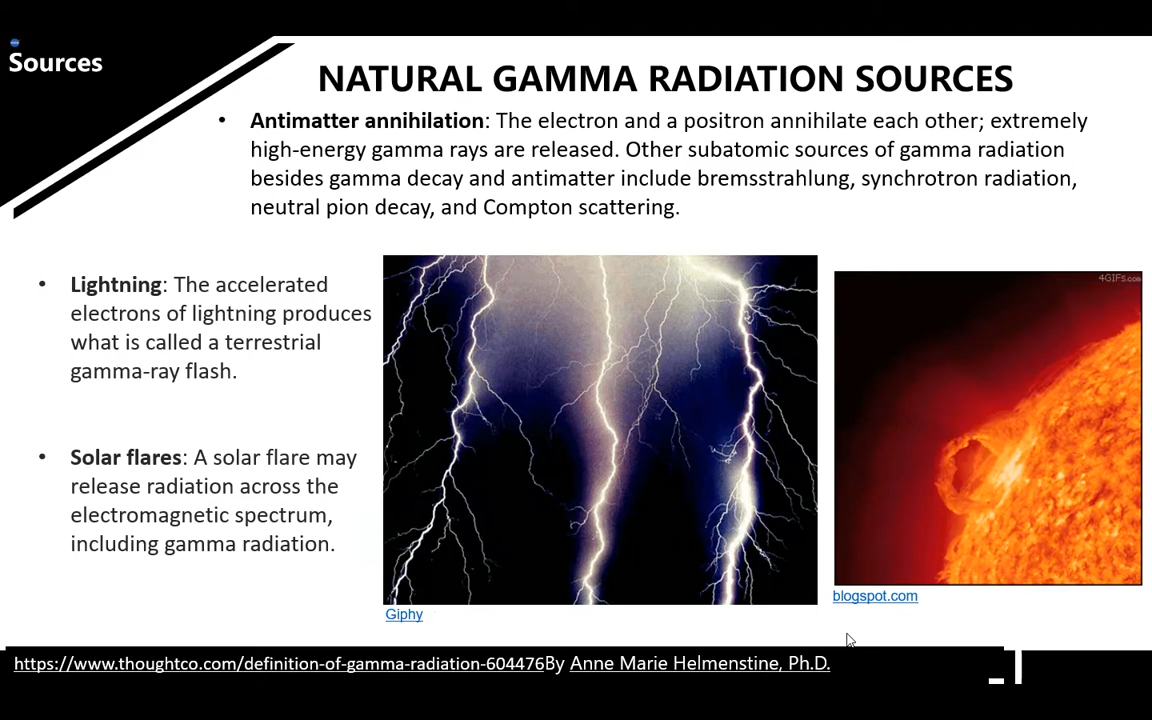 Sources
NATURAL GAMMA RADIATION SOURCES
• Antimatter annihilation: The electron and a positron annihilate each other; extremely
high-energy gamma rays are released. Other subatomic sources of gamma radiation
besides gamma decay and antimatter include bremsstrahlung, synchrotron radiation,
neutral pion decay, and Compton scattering.
• Lightning: The accelerated
electrons of lightning produces
what is called a terrestrial
gamma-ray flash.
• Solar flares: A solar flare may
release radiation across the
electromagnetic spectrum,
including gamma radiation.
4GIFs.com
Giphy
blogspot.com
https://www.thoughtco.com/definition-of-gamma-radiation-604476By Anne Marie Helmenstine, Ph.D.